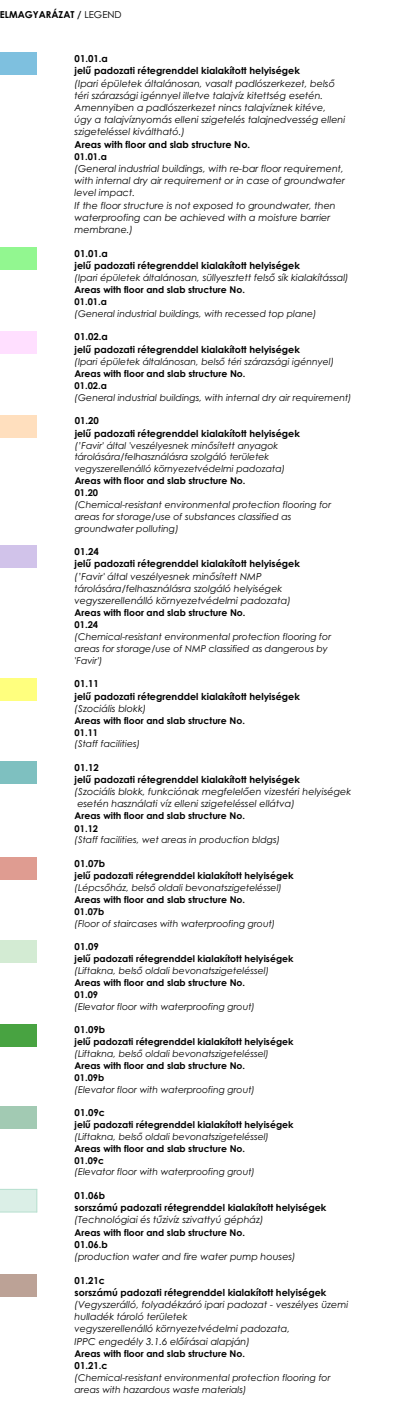 ELMAGYARÁZAT / LEGEND
01.01.a
jelű padozati rétegrenddel kialakított helyiségek
(Ipari épületek általánosan, vasalt padlószerkezet, belső
téri szárazsági igénnyel illetve talajvíz kitettség esetén.
Amennyiben a padlószerkezet nincs talajvíznek kitéve,
úgy a talajvíznyomás elleni szigetelés talajnedvesség elleni
szigeteléssel kiváltható.)
Areas with floor and slab structure No.
01.01.a
(General industrial buildings, with re-bar floor requirement,
with internal dry air requirement or in case of groundwater
level impact.
If the floor structure is not exposed to groundwater, then
waterproofing can be achieved with a moisture barrier
membrane.)
01.01.a
jelű padozati rétegrenddel kialakított helyiségek
(Ipari épületek általánosan, süllyesztett felső sík kialakítással)
Areas with floor and slab structure No.
01.01.a
(General industrial buildings, with recessed top plane)
01.02.a
jelű padozati rétegrenddel kialakított helyiségek
(Ipari épületek általánosan, belső téri szárazsági igénnyel)
Areas with floor and slab structure No.
01.02.a
(General industrial buildings, with internal dry air requirement)
01.20
jelű padozati rétegrenddel kialakított helyiségek
('Favir' által 'veszélyesnek minősített anyagok
tárolására/felhasználásra szolgáló területek
vegyszerellenálló környezetvédelmi padozata)
Areas with floor and slab structure No.
01.20
(Chemical-resistant environmental protection flooring for
areas for storage/use of substances classified as
groundwater polluting)
01.24
jelű padozati rétegrenddel kialakított helyiségek
('Favir' által veszélyesnek minősített NMP
tárolására/felhasználásra szolgáló helyiségek
vegyszerellenálló környezetvédelmi padozata)
Areas with floor and slab structure No.
01.24
(Chemical-resistant environmental protection flooring for
areas for storage/use of NMP classified as dangerous by
'Favir')
01.11
jelű padozati rétegrenddel kialakított helyiségek
(Szociális blokk)
Areas with floor and slab structure No.
01.11
(Staff facilities)
01.12
jelű padozati rétegrenddel kialakított helyiségek
(Szociális blokk, funkciónak megfelelően vizestéri helyiségek
esetén használati víz elleni szigeteléssel ellátva)
Areas with floor and slab structure No.
01.12
(Staff facilities, wet areas in production bldgs)
01.07b
jelű padozati rétegrenddel kialakított helyiségek
(Lépcsőház, belső oldali bevonatszigeteléssel)
Areas with floor and slab structure No.
01.07b
(Floor of staircases with waterproofing grout)
01.09
jelű padozati rétegrenddel kialakított helyiségek
(Liftakna, belső oldali bevonatszigeteléssel)
Areas with floor and slab structure No.
01.09
(Elevator floor with waterproofing grout)
01.09b
jelű padozati rétegrenddel kialakított helyiségek
(Liftakna, belső oldali bevonatszigeteléssel)
Areas with floor and slab structure No.
01.09b
(Elevator floor with waterproofing grout)
01.09c
jelű padozati rétegrenddel kialakított helyiségek
(Liftakna, belső oldali bevonatszigeteléssel)
Areas with floor and slab structure No.
01.09c
(Elevator floor with waterproofing grout)
01.06b
sorszámú padozati rétegrenddel kialakított helyiségek
(Technológiai és tűzivíz szivattyú gépház)
Areas with floor and slab structure No.
01.06.b
(production water and fire water pump houses)
01.21c
sorszámú padozati rétegrenddel kialakított helyiségek
(Vegyszerálló, folyadékzáró ipari padozat - veszélyes üzemi
hulladék tároló területek
vegyszerellenálló környezetvédelmi padozata,
IPPC engedély 3.1.6 előírásai alapján)
Areas with floor and slab structure No.
01.21.c
(Chemical-resistant environmental protection flooring for
areas with hazardous waste materials)